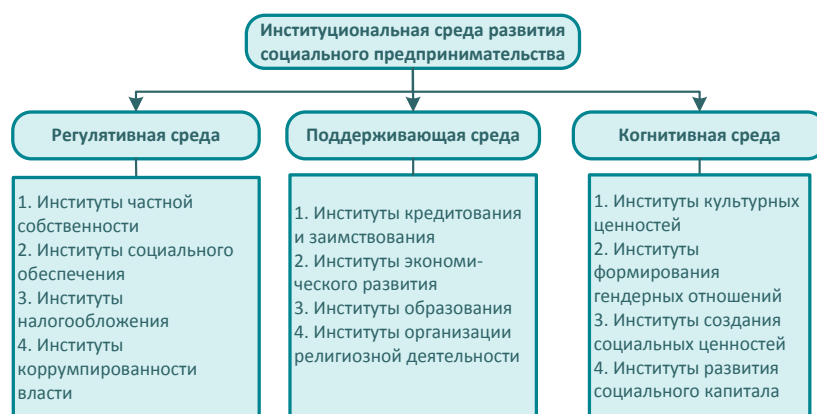 Институциональная среда развития
социального предпринимательства
Регулятивная среда
Поддерживающая среда
Когнитивная среда
1. Институты частной
собственности
2. Институты социального
обеспечения
3. Институты
налогообложения
4. Институты
коррумпированности
власти
1. Институты кредитования
и заимствования
2. Институты экономи-
ческого развития
3. Институты образования
4. Институты организации
религиозной деятельности
1. Институты культурных
ценностей
2. Институты
формирования
гендерных отношений
3. Институты создания
социальных ценностей
4. Институты развития
социального капитала